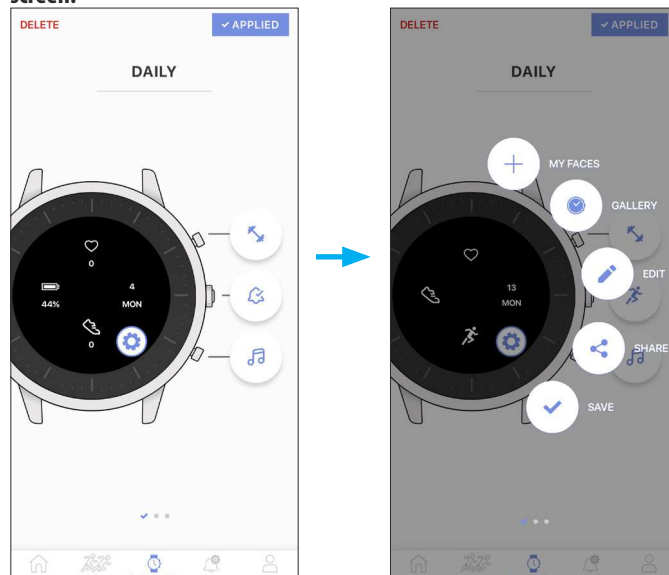 screen.
DELETE
✓ APPLIED
DAILY
0
44%
4
MON
0
DELETE
✓ APPLIED
DAILY
MY FACES
GALLERY
13
MON
EDIT
SHARE
SAVE